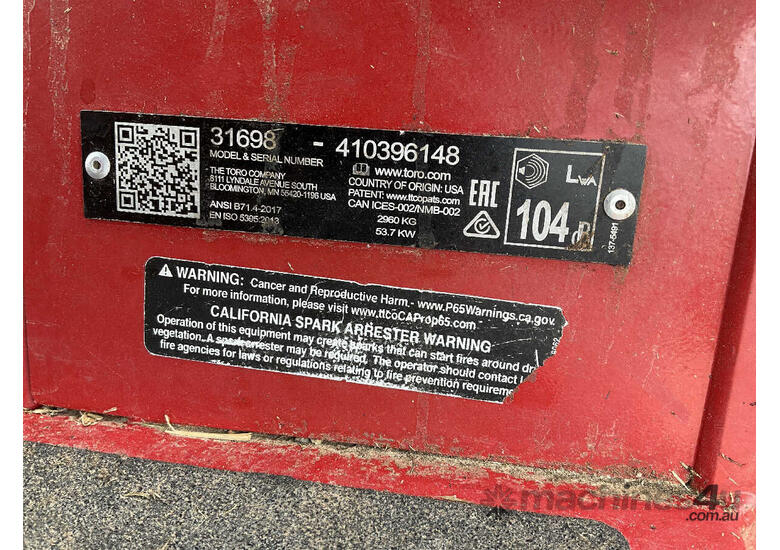 31698 - 410396148
MODEL & SERIAL NUMBER
THE TORO COMPANY
8111 LYNDALE AVENUE SOUTH
BLOOMINGTON, MN 55420-1196 USA
ANSI B71.4-2017
EN ISO 5395:2013
www.toro.com
COUNTRY OF ORIGIN: USA
PATENT: www.ttcopats.com
CAN ICES-002/NMB-002
2960 KG
53.7 KW
EAC
LWA
104 dB
137-5491
WARNING: Cancer and Reproductive Harm - www.P65Warnings.ca.gov
For more information, please visit www.ttcoCAProp65.com
CALIFORNIA SPARK ARRESTER WARNING
Operation of this equipment may create sparks that can start fires around dr
vegetation. A spark arrester may be required. The operator should contact l
fire agencies for laws or regulations relating to fire prevention requireme
machines4u
.com.au